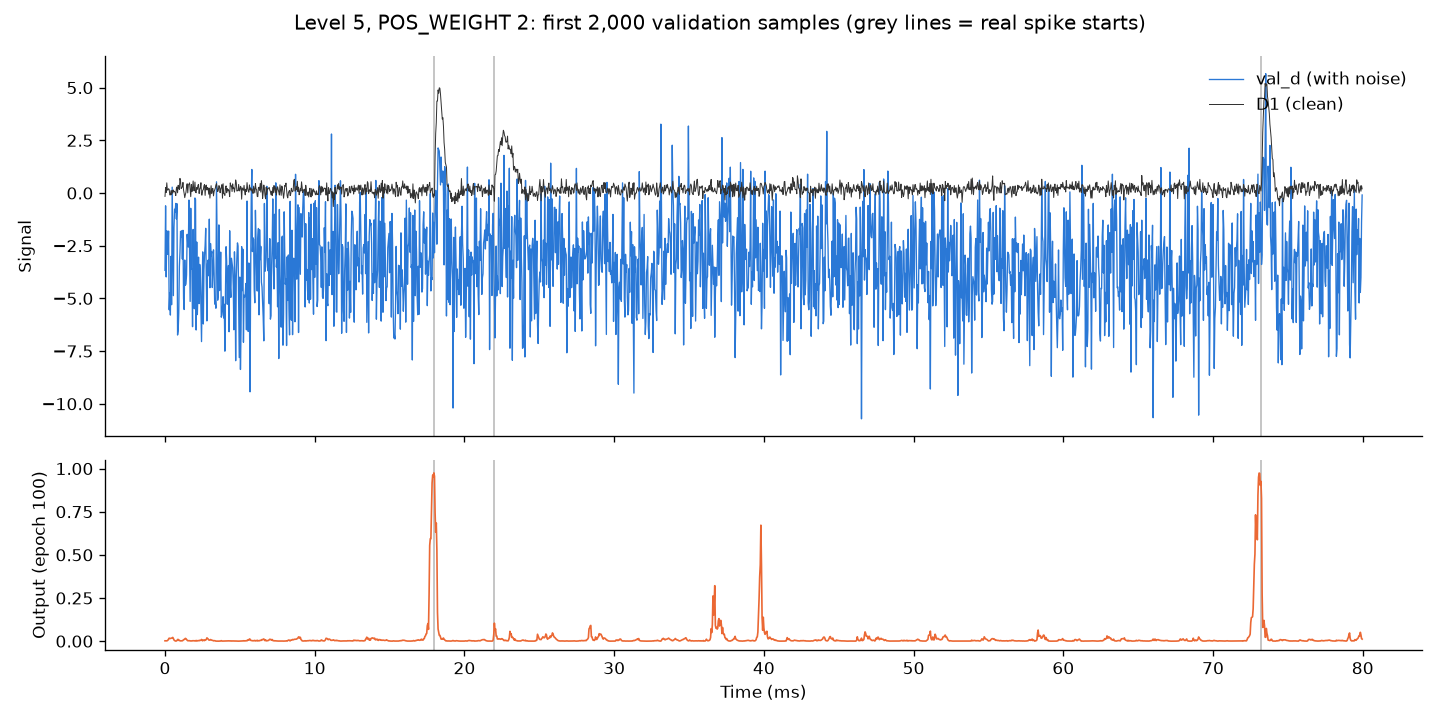 Level 5, POS_WEIGHT 2: first 2,000 validation samples (grey lines = real spike starts)
val_d (with noise)
D1 (clean)
Signal
5.0
2.5
0.0
−2.5
−5.0
−7.5
−10.0
Output (epoch 100)
1.00
0.75
0.50
0.25
0.00
0 10 20 30 40 50 60 70 80
Time (ms)